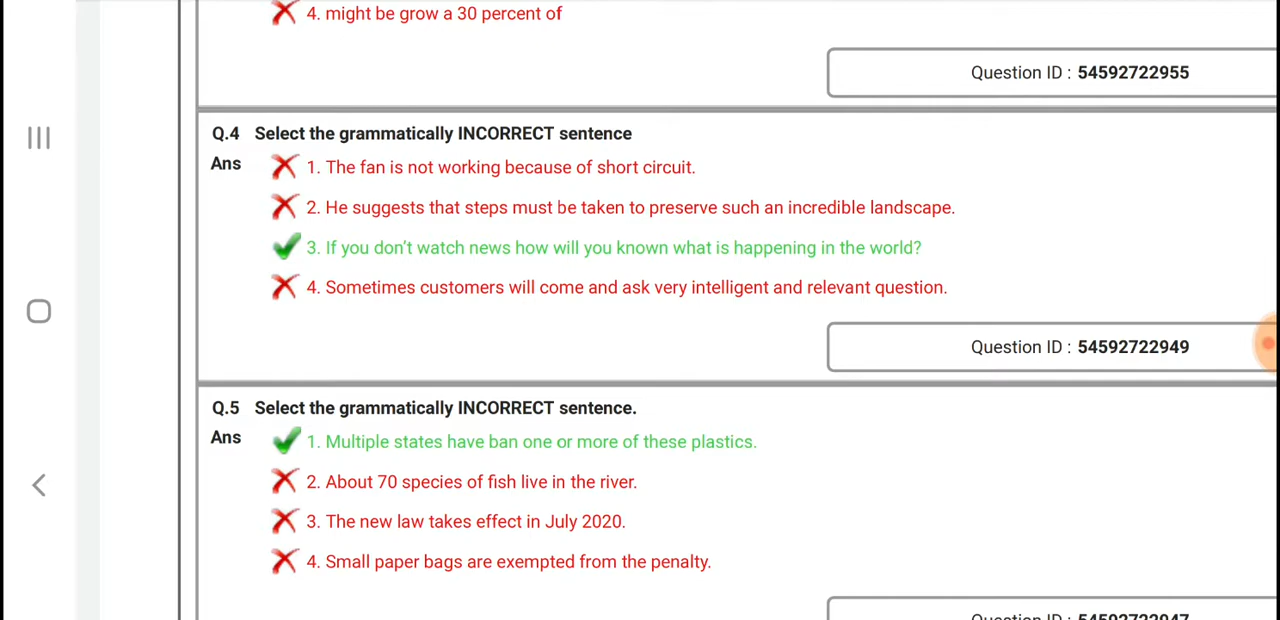 4. might be grow a 30 percent of
Question ID : 54592722955
Q.4 Select the grammatically INCORRECT sentence
Ans 1. The fan is not working because of short circuit.
2. He suggests that steps must be taken to preserve such an incredible landscape.
3. If you don't watch news how will you known what is happening in the world?
4. Sometimes customers will come and ask very intelligent and relevant question.
Question ID : 54592722949
Q.5 Select the grammatically INCORRECT sentence.
Ans 1. Multiple states have ban one or more of these plastics.
2. About 70 species of fish live in the river.
3. The new law takes effect in July 2020.
4. Small paper bags are exempted from the penalty.
Question ID : 54592722947